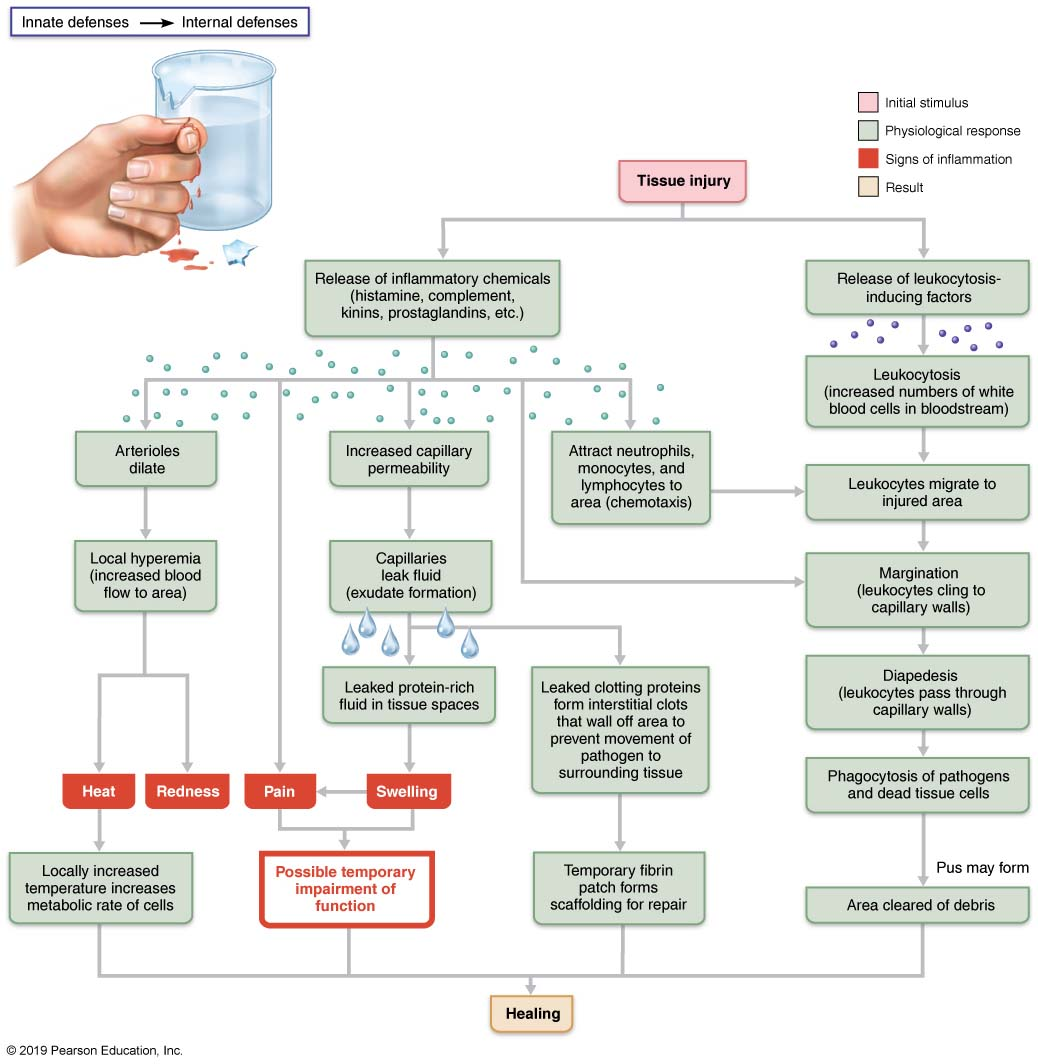 Innate defenses → Internal defenses
Initial stimulus
Physiological response
Signs of inflammation
Result
Tissue injury
Release of inflammatory chemicals
(histamine, complement,
kinins, prostaglandins, etc.)
Release of leukocytosis-
inducing factors
Leukocytosis
(increased numbers of white
blood cells in bloodstream)
Arterioles
dilate
Increased capillary
permeability
Attract neutrophils,
monocytes, and
lymphocytes to
area (chemotaxis)
Leukocytes migrate to
injured area
Local hyperemia
(increased blood
flow to area)
Capillaries
leak fluid
(exudate formation)
Margination
(leukocytes cling to
capillary walls)
Leaked protein-rich
fluid in tissue spaces
Leaked clotting proteins
form interstitial clots
that wall off area to
prevent movement of
pathogen to
surrounding tissue
Diapedesis
(leukocytes pass through
capillary walls)
Heat
Redness
Pain
Swelling
Phagocytosis of pathogens
and dead tissue cells
Locally increased
temperature increases
metabolic rate of cells
Possible temporary
impairment of
function
Temporary fibrin
patch forms
scaffolding for repair
Pus may form
Area cleared of debris
Healing
© 2019 Pearson Education, Inc.